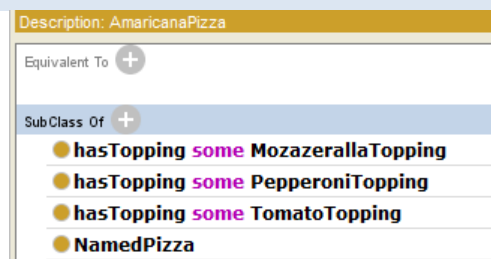 Description: AmaricanaPizza
Equivalent To
SubClass Of
hasTopping some MozazerallaTopping
hasTopping some PepperoniTopping
hasTopping some TomatoTopping
NamedPizza